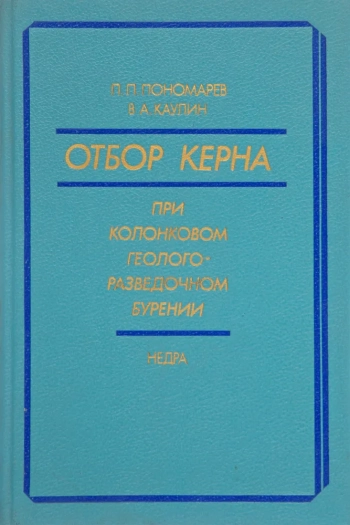 П. П. ПОНОМАРЕВ
В. А. КАУЛИН
ОТБОР КЕРНА
ПРИ
КОЛОНКОВОМ
ГЕОЛОГО-
РАЗВЕДОЧНОМ
БУРЕНИИ
НЕДРА